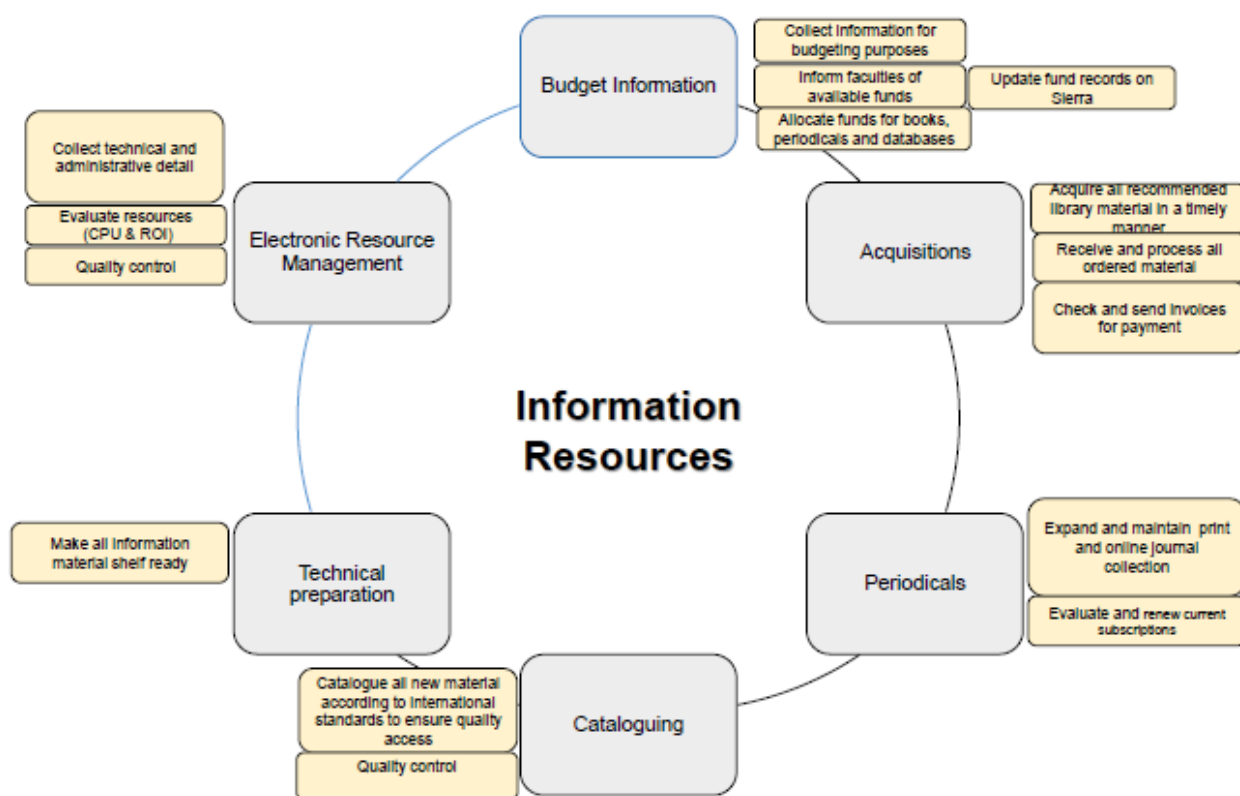 Budget Information
Collect information for
budgeting purposes
Inform faculties of
available funds
Update fund records on
Sierra
Allocate funds for books,
periodicals and databases
Acquisitions
Acquire all recommended
library material in a timely
manner
Receive and process all
ordered material
Check and send invoices
for payment
Periodicals
Expand and maintain print
and online journal
collection
Evaluate and renew current
subscriptions
Cataloguing
Catalogue all new material
according to international
standards to ensure quality
access
Quality control
Technical
preparation
Make all information
material shelf ready
Electronic Resource
Management
Collect technical and
administrative detail
Evaluate resources
(CPU & ROI)
Quality control
Information
Resources